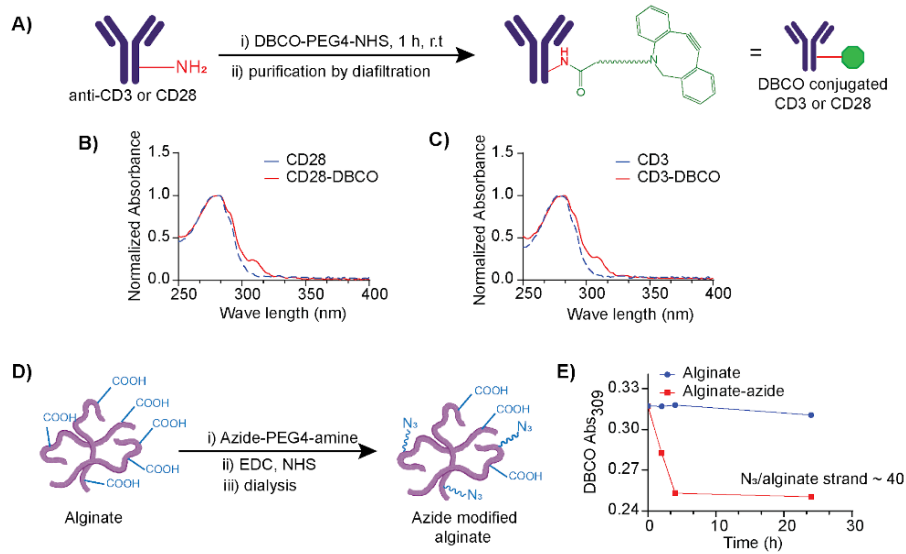 A)
NH₂
anti-CD3 or CD28
i) DBCO-PEG4-NHS, 1 h, r.t
ii) purification by diafiltration
NH
O
N
=
DBCO conjugated
CD3 or CD28
B)
Normalized Absorbance
1.5
1.0
0.5
0.0
250
300
350
400
Wave length (nm)
CD28
CD28-DBCO
C)
Normalized Absorbance
1.5
1.0
0.5
0.0
250
300
350
400
Wave length (nm)
CD3
CD3-DBCO
D)
COOH
COOH
COOH
COOH
COOH
COOH
COOH
Alginate
i) Azide-PEG4-amine
ii) EDC, NHS
iii) dialysis
COOH
COOH
N₃
N₃
COOH
COOH
N₃
Azide modified
alginate
E)
Alginate
Alginate-azide
DBCO Abs₃₀₉
0.33
0.30
0.27
0.24
N₃/alginate strand ~ 40
0
10
20
30
Time (h)